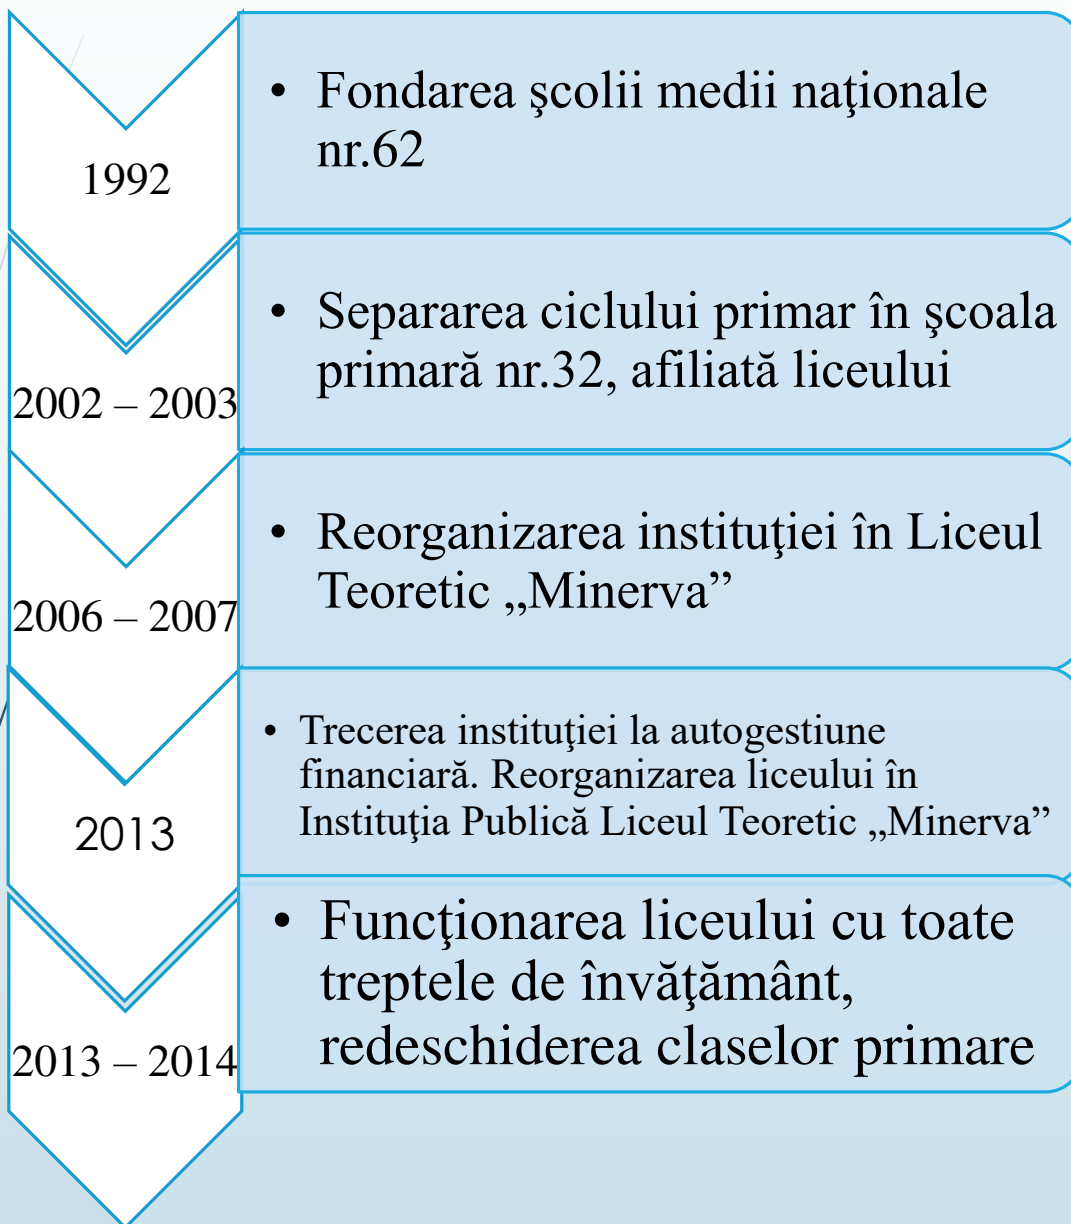 1992
• Fondarea şcolii medii naţionale
nr.62
2002 – 2003
• Separarea ciclului primar în şcoala
primară nr.32, afiliată liceului
2006 – 2007
• Reorganizarea instituţiei în Liceul
Teoretic „Minerva”
2013
• Trecerea instituţiei la autogestiune
financiară. Reorganizarea liceului în
Instituţia Publică Liceul Teoretic „Minerva”
2013 – 2014
• Funcţionarea liceului cu toate
treptele de învăţământ,
redeschiderea claselor primare